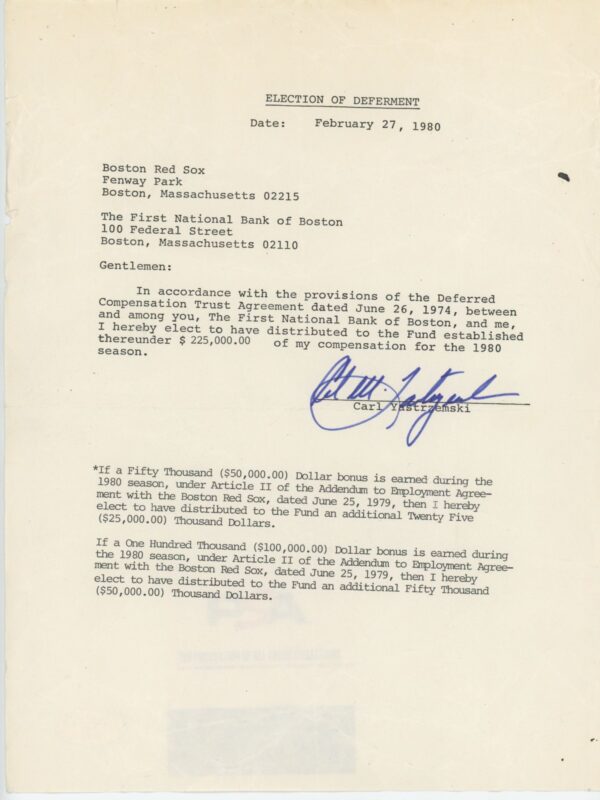 ELECTION OF DEFERMENT
Date: February 27, 1980
Boston Red Sox
Fenway Park
Boston, Massachusetts 02215
The First National Bank of Boston
100 Federal Street
Boston, Massachusetts 02110
Gentlemen:
In accordance with the provisions of the Deferred
Compensation Trust Agreement dated June 26, 1974, between
and among you, The First National Bank of Boston, and me,
I hereby elect to have distributed to the Fund established
thereunder $ 225,000.00 of my compensation for the 1980
season.
Carl M. Yastrzemski
Carl Yastrzemski
*If a Fifty Thousand ($50,000.00) Dollar bonus is earned during the
1980 season, under Article II of the Addendum to Employment Agree-
ment with the Boston Red Sox, dated June 25, 1979, then I hereby
elect to have distributed to the Fund an additional Twenty Five
($25,000.00) Thousand Dollars.
If a One Hundred Thousand ($100,000.00) Dollar bonus is earned during
the 1980 season, under Article II of the Addendum to Employment Agree-
ment with the Boston Red Sox, dated June 25, 1979, then I hereby
elect to have distributed to the Fund an additional Fifty Thousand
($50,000.00) Thousand Dollars.